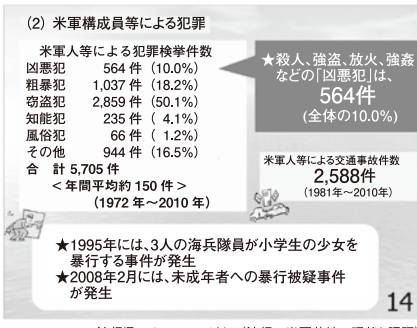 (2) 米軍構成員等による犯罪
米軍人等による犯罪検挙件数
凶悪犯 564 件 (10.0%)
粗暴犯 1,037 件 (18.2%)
窃盗犯 2,859 件 (50.1%)
知能犯 235 件 ( 4.1%)
風俗犯 66 件 ( 1.2%)
その他 944 件 (16.5%)
合 計 5,705 件
< 年間平均約 150 件 >
(1972 年~2010 年)
★殺人、強盗、放火、強姦
などの「凶悪犯」は、
564件
(全体の10.0%)
米軍人等による交通事故件数
2,588件
(1981年~2010年)
★1995年には、3人の海兵隊員が小学生の少女を
暴行する事件が発生
★2008年2月には、未成年者への暴行被疑事件
が発生
14